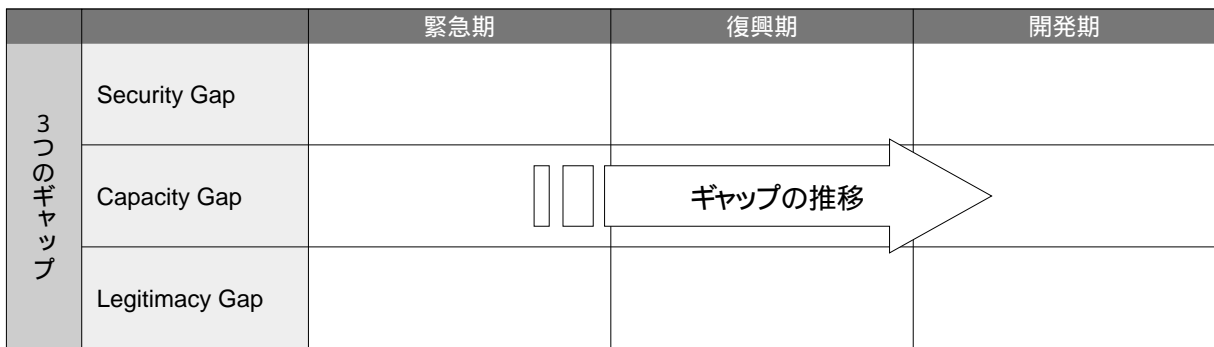 緊急期 復興期 開発期
3つのギャップ
Security Gap
Capacity Gap
ギャップの推移
Legitimacy Gap